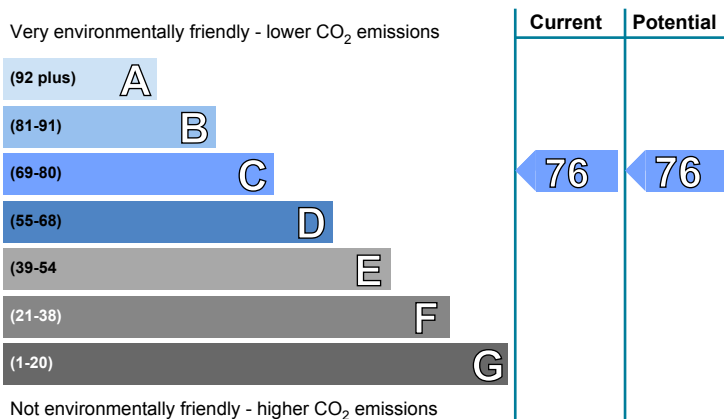 Current Potential
Very environmentally friendly - lower CO2 emissions
(92 plus) A
(81-91) B
(69-80) C 76 76
(55-68) D
(39-54 E
(21-38) F
(1-20) G
Not environmentally friendly - higher CO2 emissions